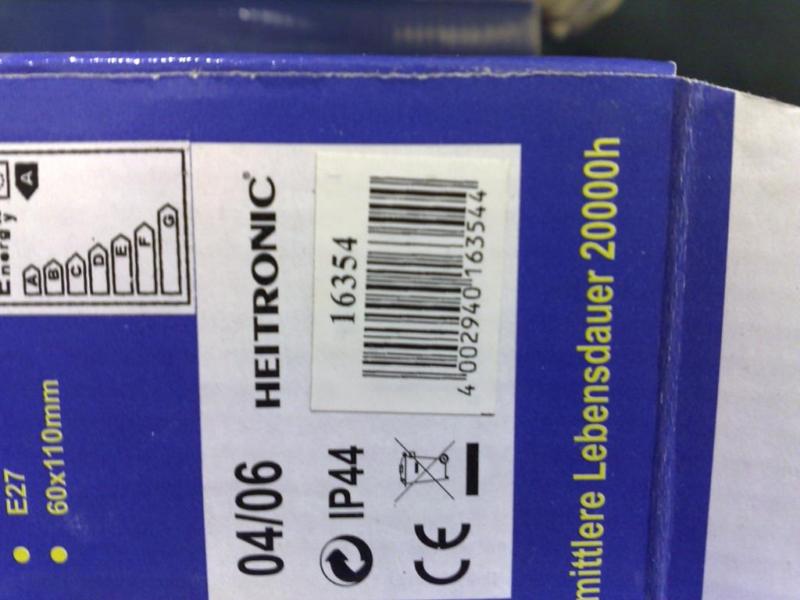 Energy
A
A
B
C
D
E
F
G
E27
60x110mm
04/06 HEITRONIC®
IP44
CE
16354
4 002940 163544
mittlere Lebensdauer 20000h